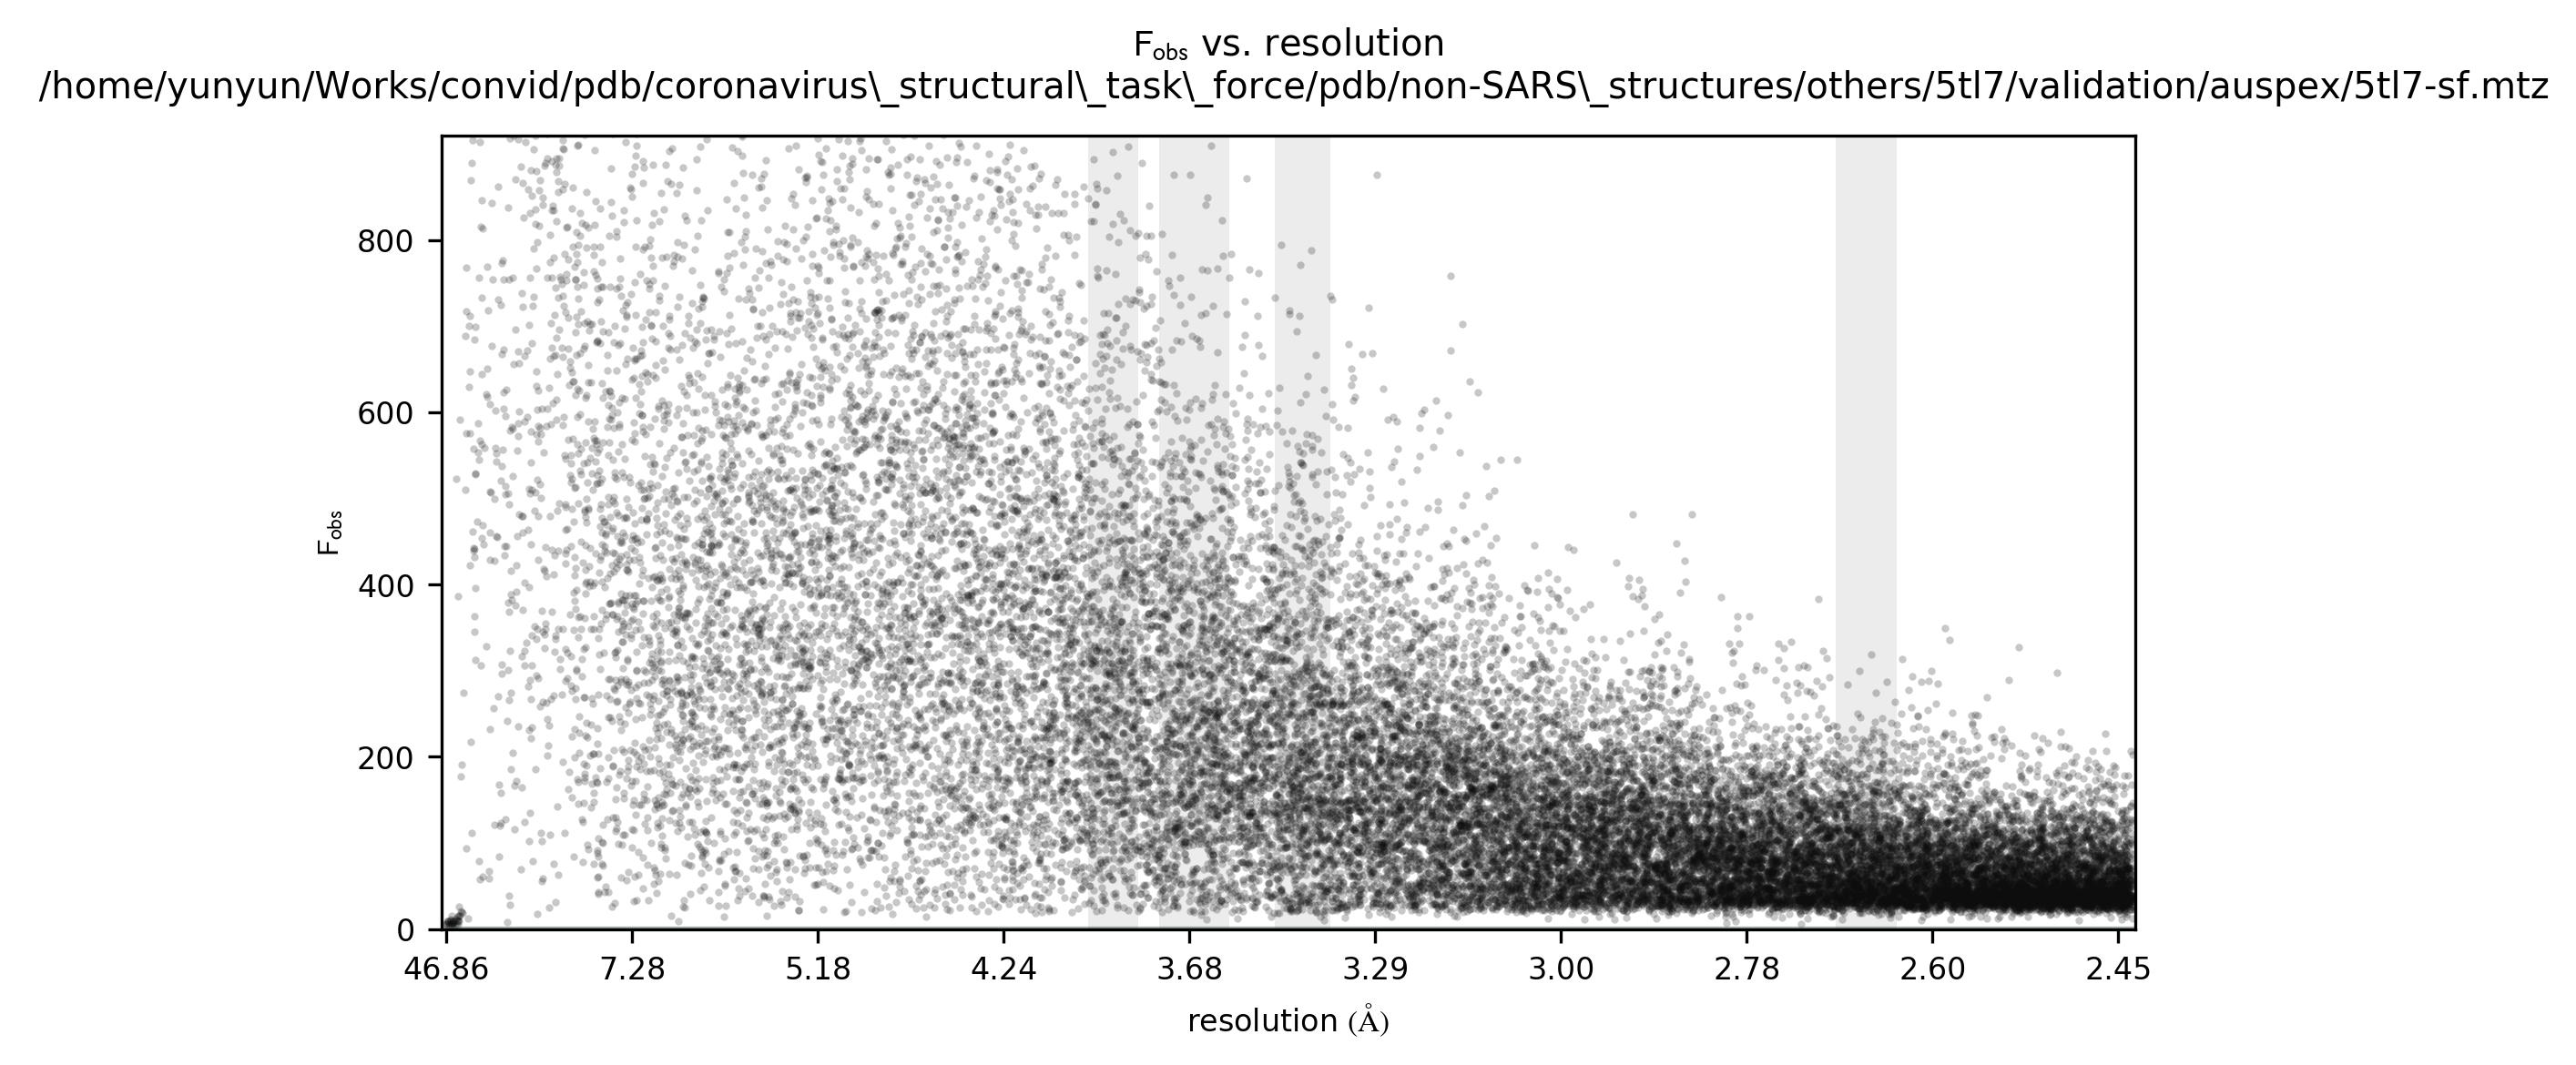 Fobs vs. resolution
/home/yunyun/Works/convid/pdb/coronavirus\_structural\_task\_force/pdb/non-SARS\_structures/others/5tl7/validation/auspex/5tl7-sf.mtz
800
600
400
200
0
Fobs
46.86 7.28 5.18 4.24 3.68 3.29 3.00 2.78 2.60 2.45
resolution (Å)